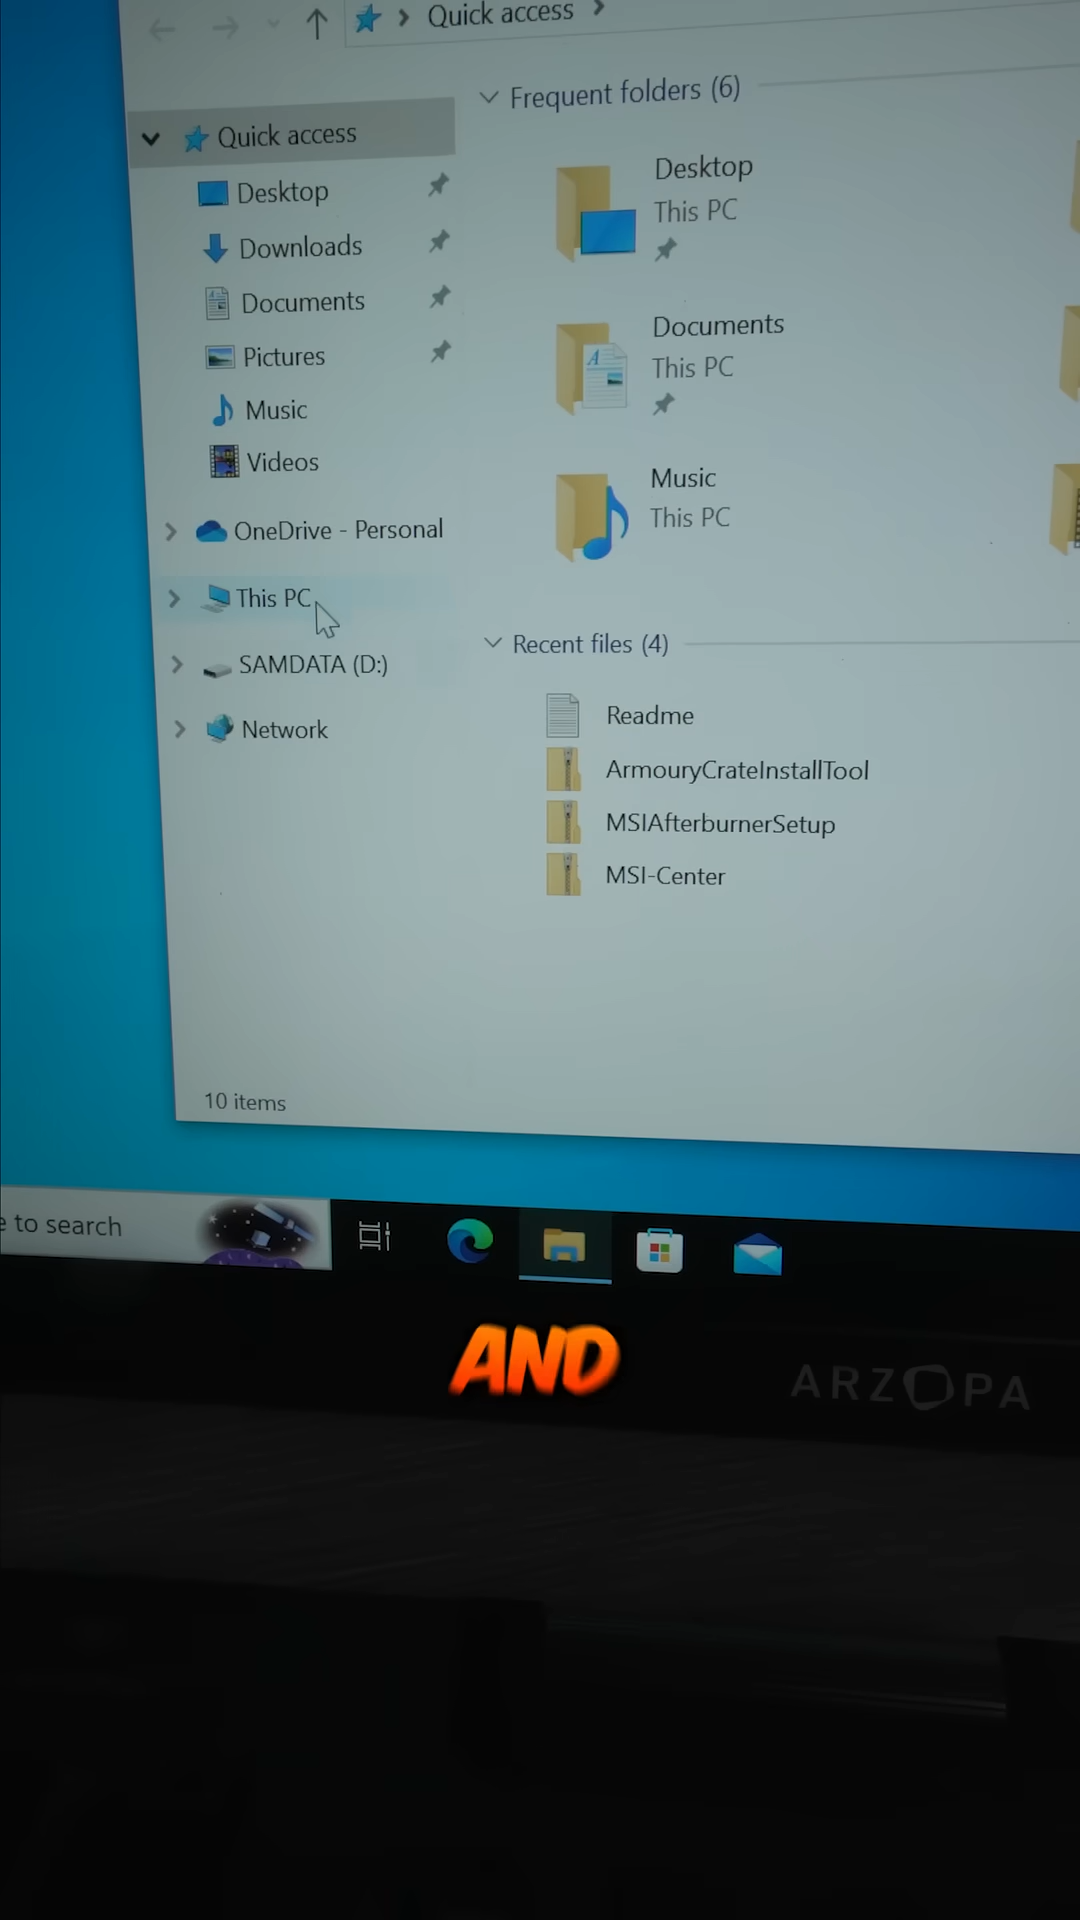 Quick access
Quick access
Desktop
Downloads
Documents
Pictures
Music
Videos
OneDrive - Personal
This PC
SAMDATA (D:)
Network
Frequent folders (6)
Desktop
This PC
Documents
This PC
Music
This PC
Recent files (4)
Readme
ArmouryCrateInstallTool
MSIAfterburnerSetup
MSI-Center
10 items
e to search
AND
ARZOPA